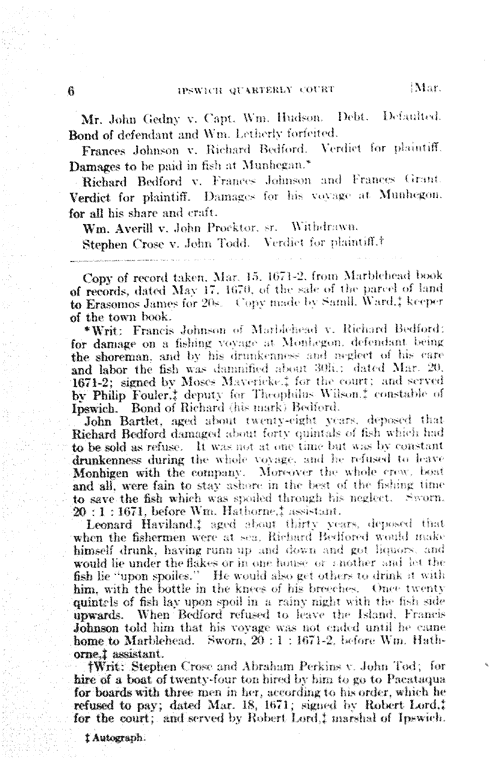 6 IPSWICH QUARTERLY COURT [Mar.
Mr. John Gedny v. Capt. Wm. Hudson. Debt. Defaulted.
Bond of defendant and Wm. Letherly forfeited.
Frances Johnson v. Richard Bedford. Verdict for plaintiff.
Damages to be paid in fish at Munhegan.*
Richard Bedford v. Frances Johnson and Frances Grant.
Verdict for plaintiff. Damages for his voyage at Munhegon.
for all his share and craft.
Wm. Averill v. John Procktor, sr. Withdrawn.
Stephen Crose v. John Todd. Verdict for plaintiff.†
Copy of record taken, Mar. 15, 1671-2, from Marblehead book
of records, dated May 17, 1670, of the sale of the parcel of land
to Erasomos James for 20s. Copy made by Samll. Ward,‡ keeper
of the town book.
*Writ: Francis Johnson of Marblehead v. Richard Bedford;
for damage on a fishing voyage at Monhegon, defendant being
the shoreman, and by his drunkenness and neglect of his care
and labor the fish was damnified about 30li.; dated Mar. 20,
1671-2; signed by Moses Mavericke,‡ for the court; and served
by Philip Fouler,‡ deputy for Theophilus Wilson,‡ constable of
Ipswich. Bond of Richard (his mark) Bedford.
John Bartlet, aged about twenty-eight years, deposed that
Richard Bedford damaged about forty quintals of fish which had
to be sold as refuse. It was not at one time but was by constant
drunkenness during the whole voyage, and he refused to leave
Monhigen with the company. Moreover the whole crew, boat
and all, were fain to stay ashore in the best of the fishing time
to save the fish which was spoiled through his neglect. Sworn,
20 : 1 : 1671, before Wm. Hathorne,‡ assistant.
Leonard Haviland,‡ aged about thirty years, deposed that
when the fishermen were at sea, Richard Bedfored would make
himself drunk, having runn up and down and got liquors, and
would lie under the flakes or in one house or another and let the
fish lie "upon spoiles." He would also get others to drink it with
him, with the bottle in the knees of his breeches. Once twenty
quintels of fish lay upon spoil in a rainy night with the fish side
upwards. When Bedford refused to leave the Island, Francis
Johnson told him that his voyage was not ended until he came
home to Marblehead. Sworn, 20 : 1 : 1671-2, before Wm. Hath-
orne,‡ assistant.
†Writ: Stephen Crose and Abraham Perkins v. John Tod; for
hire of a boat of twenty-four ton hired by him to go to Pacataqua
for boards with three men in her, according to his order, which he
refused to pay; dated Mar. 18, 1671; signed by Robert Lord,‡
for the court; and served by Robert Lord,‡ marshal of Ipswich.
‡ Autograph.